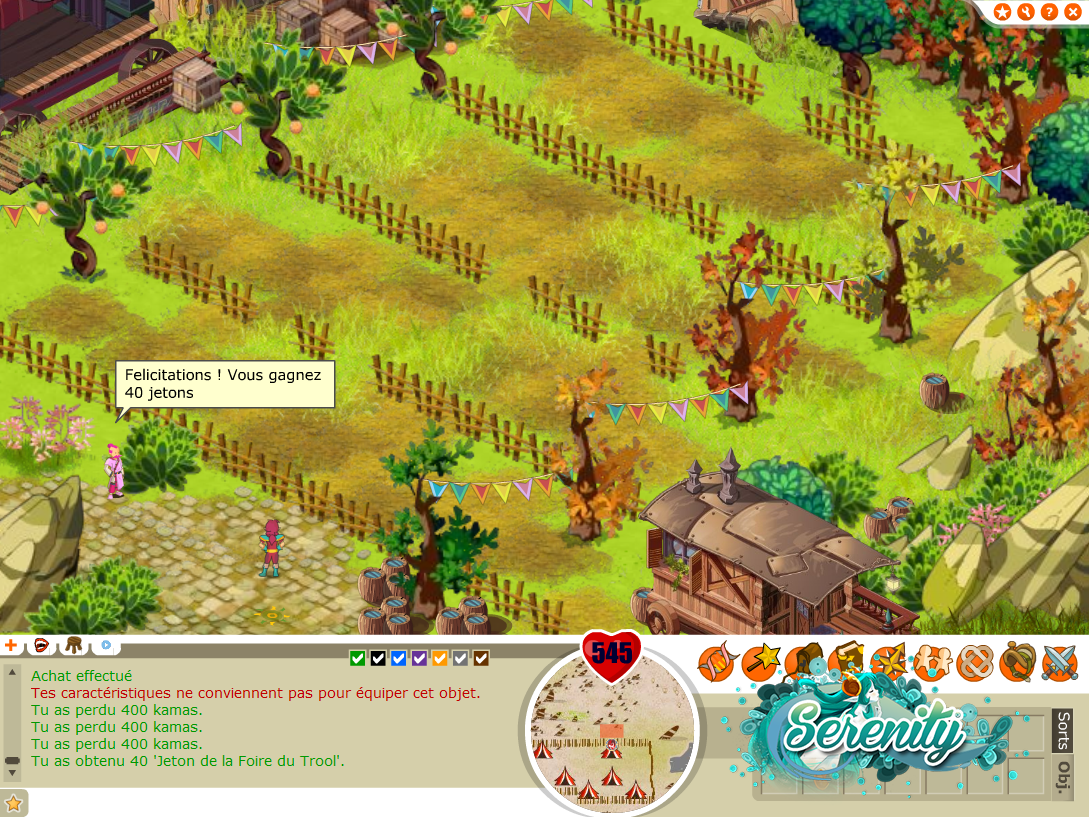 ?
Felicitations ! Vous gagnez
40 jetons
545
Achat effectué
Tes caractéristiques ne conviennent pas pour équiper cet objet.
Tu as perdu 400 kamas.
Tu as perdu 400 kamas.
Tu as perdu 400 kamas.
Tu as obtenu 40 'Jeton de la Foire du Trool'.
Serenity
Sorts
Obj.